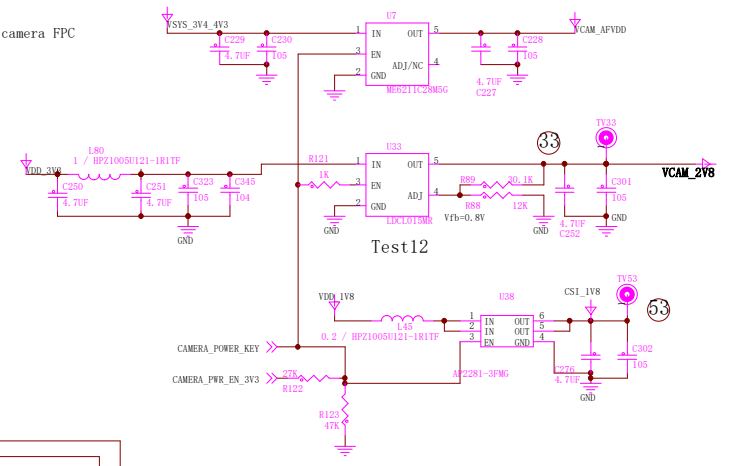 camera FPC
VSYS_3V4_4V3
C229
4.7UF
C230
105
U7
1 IN OUT 5
3 EN
ADJ/NC 4
2 GND
ME6211C28M5G
4.7UF
C227
C228
105
VCAM_AFVDD
VDD_3V3
L80
1 / HPZ1005U121-1R1TF
C250
4.7UF
C251
4.7UF
C323
105
C345
104
GND
R121
1K
U33
1 IN OUT 5
3 EN
ADJ 4
2 GND
LDCL015MR
GND
R89 30.1K
R88 12K
Vfb=0.8V
GND
33
TV33
1
4.7UF
C252
C301
105
GND
VCAM_2V8
Test12
VDD_1V8
L45
0.2 / HPZ1005U121-1R1TF
U38
1 IN OUT 6
2 IN OUT 5
3 EN GND 4
AP2281-3FMG
CSI_1V8
TV53
1
53
C276
4.7UF
C302
105
GND
CAMERA_POWER_KEY
CAMERA_PWR_EN_3V3
27K
R122
R123
47K